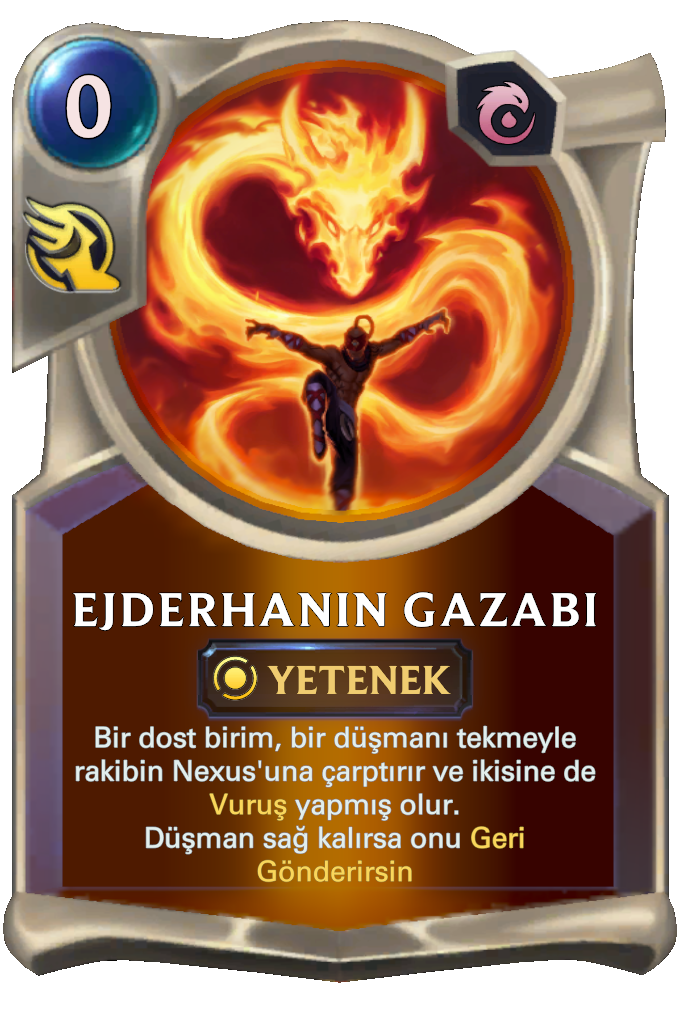 0
EJDERHANIN GAZABI
YETENEK
Bir dost birim, bir düşmanı tekmeyle
rakibin Nexus'una çarptırır ve ikisine de
Vuruş yapmış olur.
Düşman sağ kalırsa onu Geri
Gönderirsin